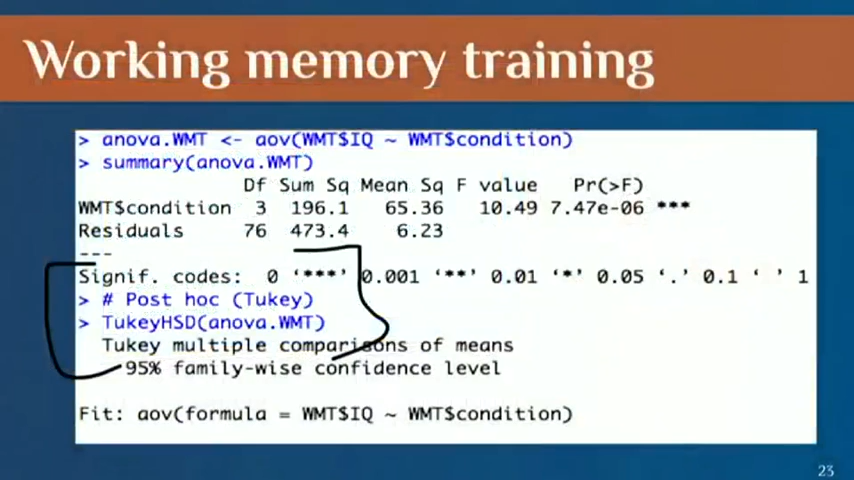 Working memory training
> anova.WMT <- aov(WMT$IQ ~ WMT$condition)
> summary(anova.WMT)
Df Sum Sq Mean Sq F value Pr(>F)
WMT$condition 3 196.1 65.36 10.49 7.47e-06 ***
Residuals 76 473.4 6.23
---
Signif. codes: 0 ‘***’ 0.001 ‘**’ 0.01 ‘*’ 0.05 ‘.’ 0.1 ‘ ’ 1
> # Post hoc (Tukey)
> TukeyHSD(anova.WMT)
Tukey multiple comparisons of means
95% family-wise confidence level
Fit: aov(formula = WMT$IQ ~ WMT$condition)
23